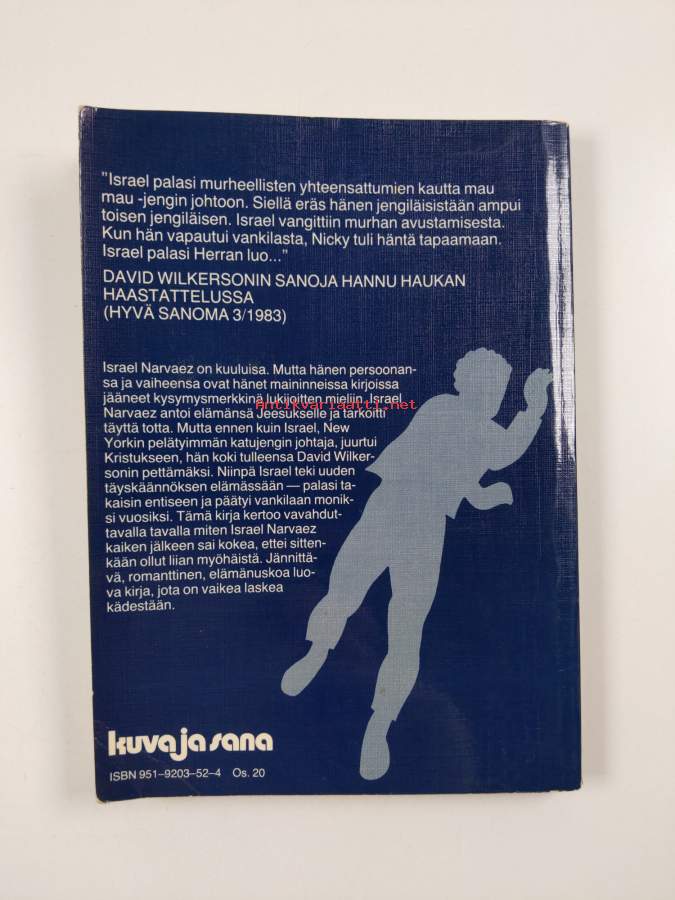 "Israel palasi murheellisten yhteensattumien kautta mau
mau -jengin johtoon. Siellä eräs hänen jengiläisistään ampui
toisen jengiläisen. Israel vangittiin murhan avustamisesta.
Kun hän vapautui vankilasta, Nicky tuli häntä tapaamaan.
Israel palasi Herran luo..."
DAVID WILKERSONIN SANOJA HANNU HAUKAN
HAASTATTELUSSA
(HYVÄ SANOMA 3/1983)
Israel Narvaez on kuuluisa. Mutta hänen persoonan-
sa ja vaiheensa ovat hänet maininneissa kirjoissa
jääneet kysymysmerkkinä lukijoitten mieliin. Israel
Antikvariaatti.net
Narvaez antoi elämänsä Jeesukselle ja tarkoitti
täyttä totta. Mutta ennen kuin Israel, New
Yorkin pelätyimmän katujengin johtaja, juurtui
Kristukseen, hän koki tulleensa David Wilker-
sonin pettämäksi. Niinpä Israel teki uuden
täyskäännöksen elämässään — palasi ta-
kaisin entiseen ja päätyi vankilaan monik-
si vuosiksi. Tämä kirja kertoo vavahdut-
tavalla tavalla miten Israel Narvaez
kaiken jälkeen sai kokea, ettei sitten-
kään ollut liian myöhäistä. Jännittä-
vä, romanttinen, elämänuskoa luo-
va kirja, jota on vaikea laskea
kädestään.
kuva ja sana
ISBN 951-9203-52-4 Os. 20